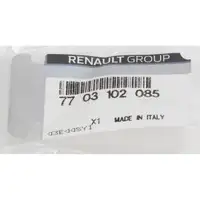 RENAULT GROUP
77 03 102 085
X1 MADE IN ITALY